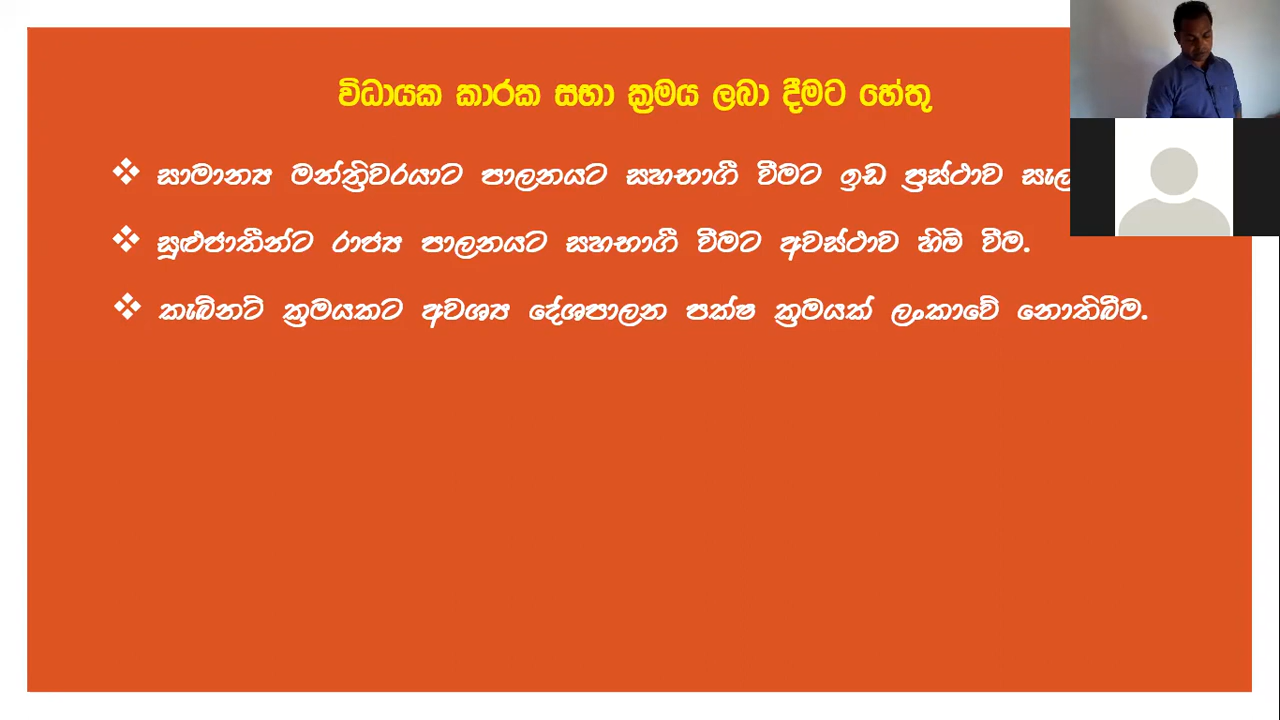 විධායක කාරක සභා ක්‍රමය ලබා දීමට හේතු
❖ සාමාන්‍ය මන්ත්‍රිවරයාට පාලනයට සහභාගී වීමට ඉඩ ප්‍රස්ථාව
❖ සුළුජාතීන්ට රාජ්‍ය පාලනයට සහභාගී වීමට අවස්ථාව හිමි වීම.
❖ කැබිනට් ක්‍රමයකට අවශ්‍ය දේශපාලන පක්ෂ ක්‍රමයක් ලංකාවේ නොතිබීම.